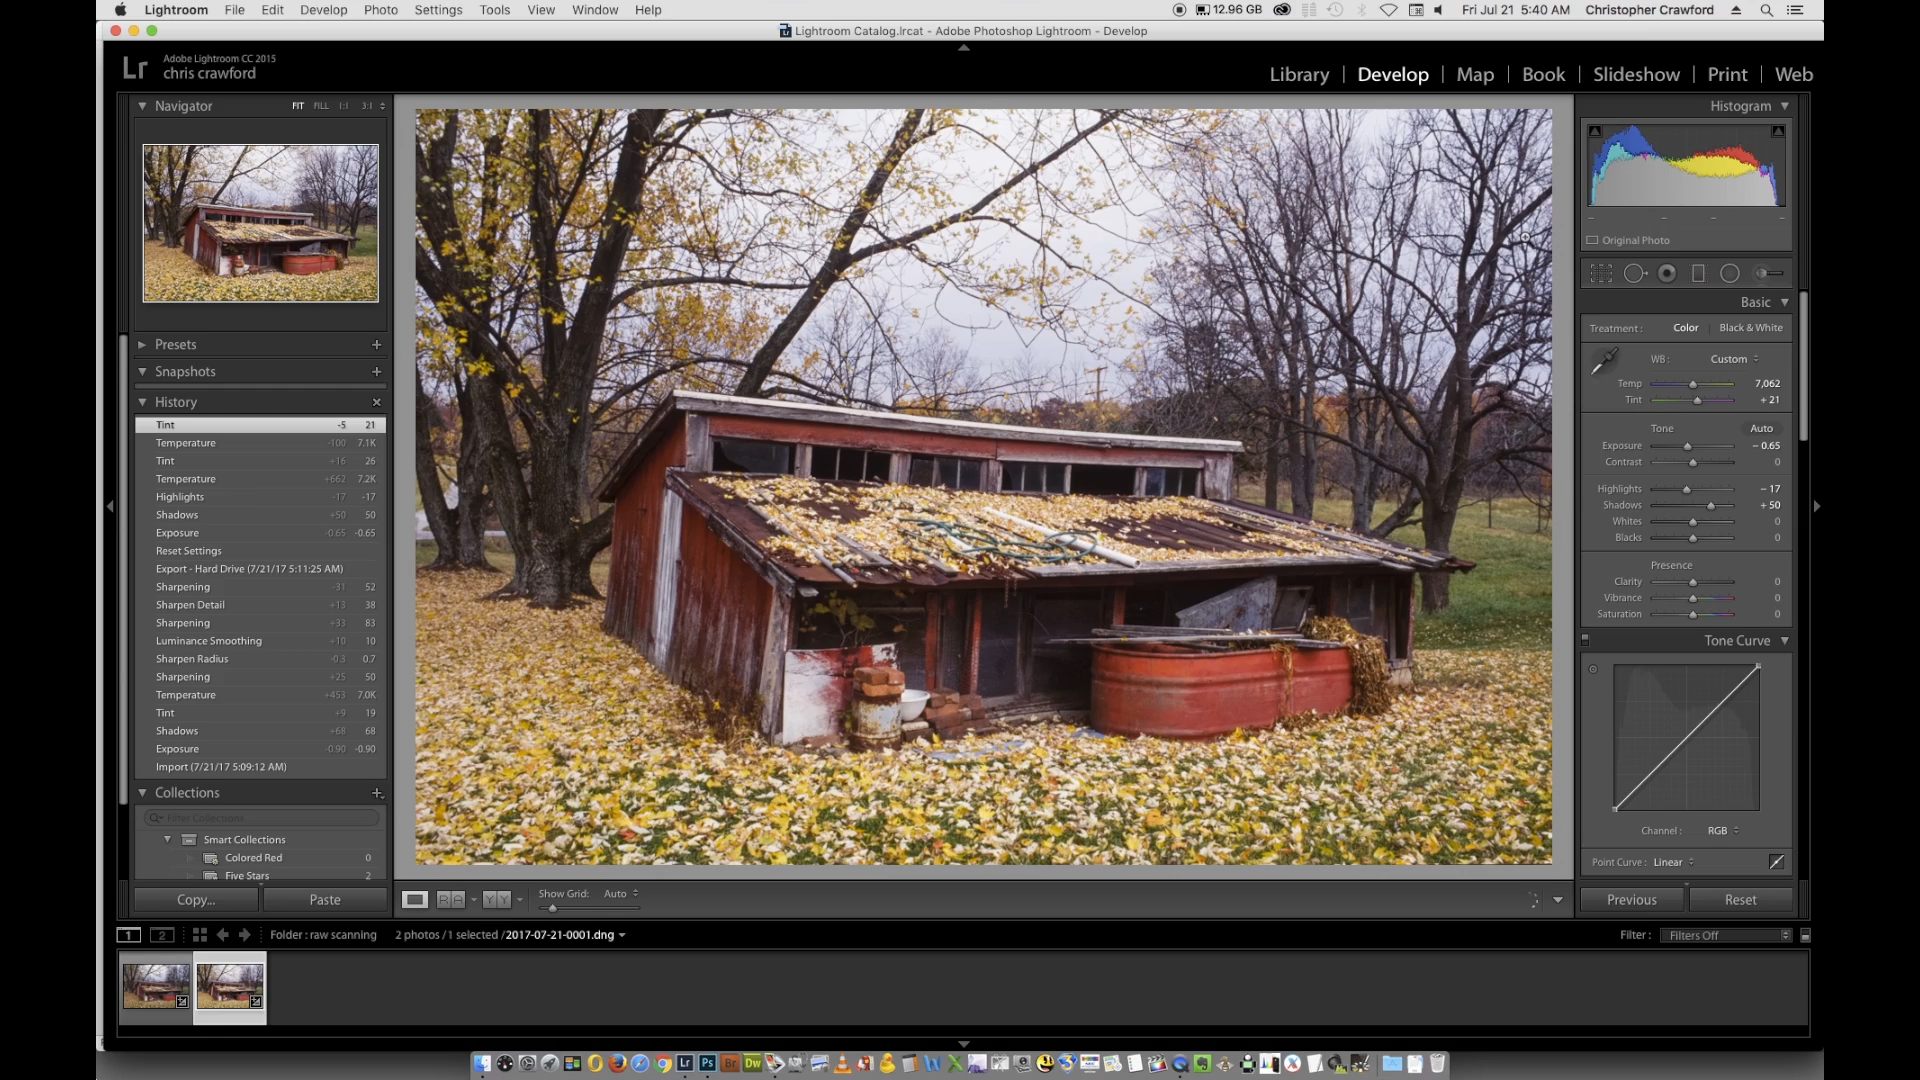 Lightroom File Edit Develop Photo Settings Tools View Window Help 12.96 GB Fri Jul 21 5:40 AM Christopher Crawford
Lightroom Catalog.lrcat - Adobe Photoshop Lightroom - Develop
Lr Adobe Lightroom CC 2015
chris crawford
Library | Develop | Map | Book | Slideshow | Print | Web
Navigator FIT FILL 1:1 3:1
Presets
Snapshots
History
Tint -5 21
Temperature -100 7.1K
Tint +16 26
Temperature +662 7.2K
Highlights -17 -17
Shadows +50 50
Exposure -0.65 -0.65
Reset Settings
Export - Hard Drive (7/21/17 5:11:25 AM)
Sharpening -31 52
Sharpen Detail +13 38
Sharpening +33 83
Luminance Smoothing +10 10
Sharpen Radius -0.3 0.7
Sharpening +25 50
Temperature +453 7.0K
Tint +9 19
Shadows +68 68
Exposure -0.90 -0.90
Import (7/21/17 5:09:12 AM)
Collections
Filter Collections
Smart Collections
Colored Red 0
Five Stars 2
Copy... Paste
R A Y Y Show Grid: Auto
Histogram
Original Photo
Basic
Treatment : Color | Black & White
WB : Custom
Temp 7,062
Tint + 21
Tone Auto
Exposure - 0.65
Contrast 0
Highlights - 17
Shadows + 50
Whites 0
Blacks 0
Presence
Clarity 0
Vibrance 0
Saturation 0
Tone Curve
Channel : RGB
Point Curve : Linear
Previous Reset
1 2 Folder : raw scanning 2 photos / 1 selected / 2017-07-21-0001.dng Filter : Filters Off
Lr Ps Br Dw